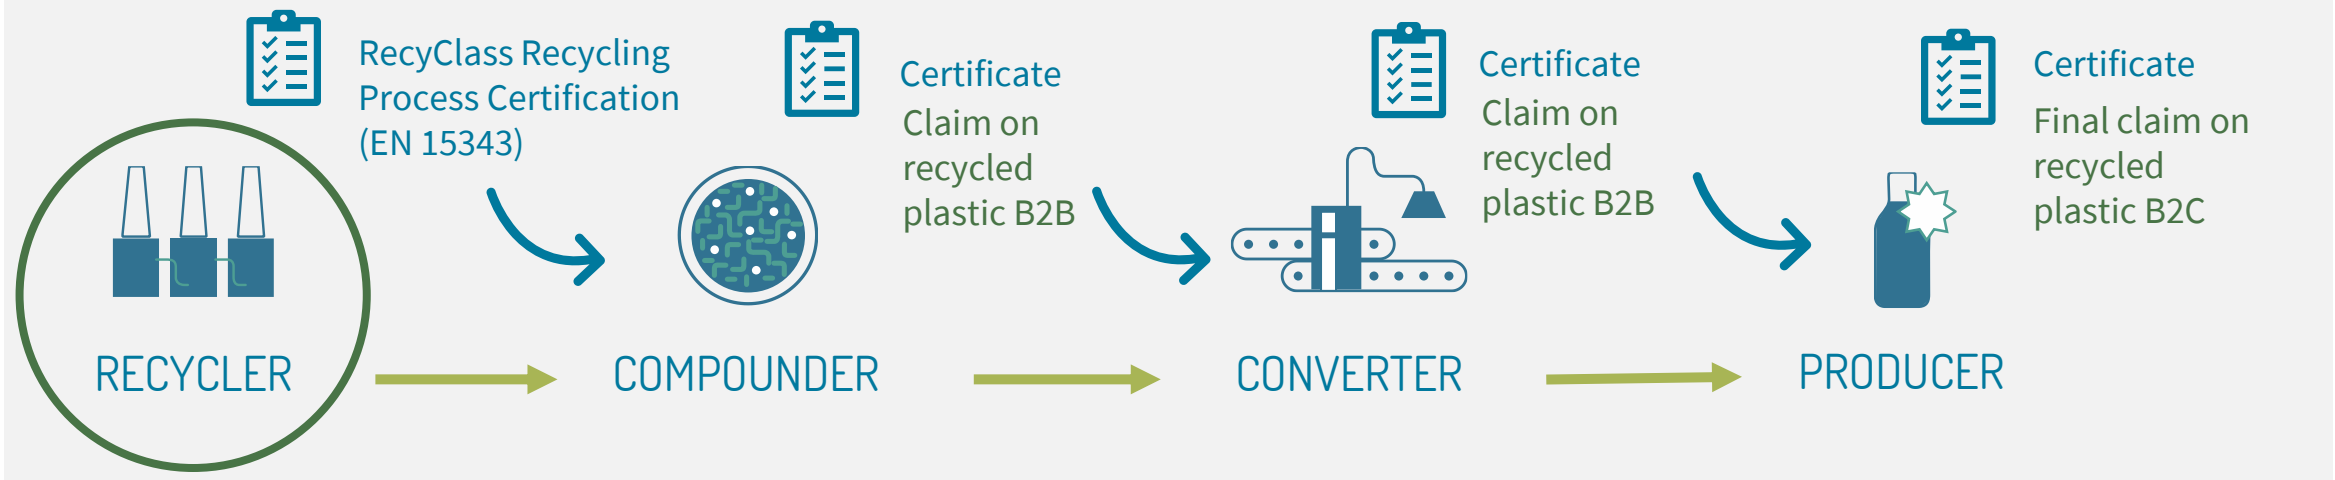 RecyClass Recycling
Process Certification
(EN 15343)
Certificate
Claim on
recycled
plastic B2B
Certificate
Claim on
recycled
plastic B2B
Certificate
Final claim on
recycled
plastic B2C
RECYCLER
COMPOUNDER
CONVERTER
PRODUCER